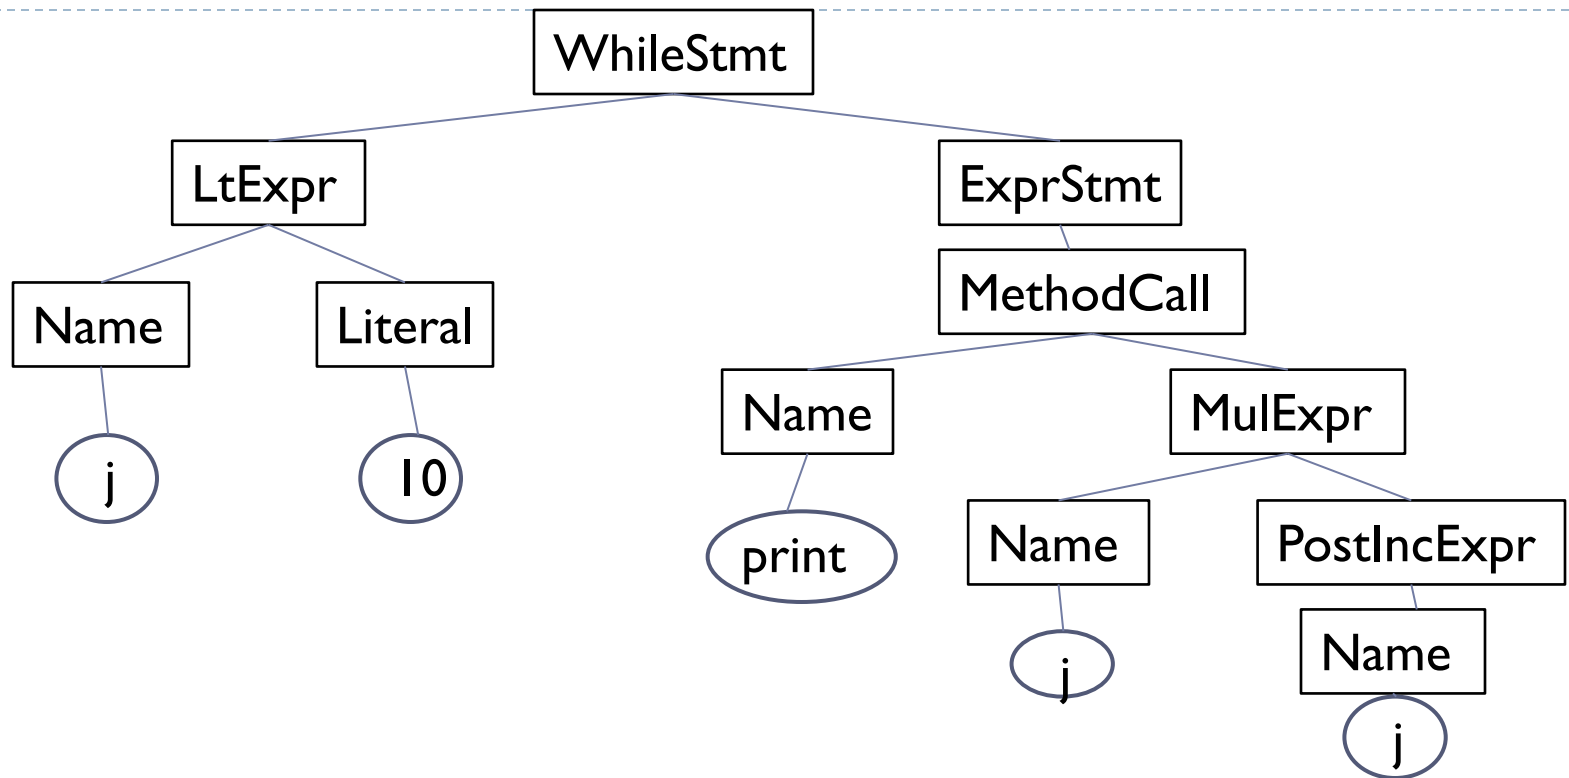 WhileStmt
LtExpr
ExprStmt
MethodCall
Name
Literal
Name
MulExpr
j
10
print
Name
PostIncExpr
j
Name
j